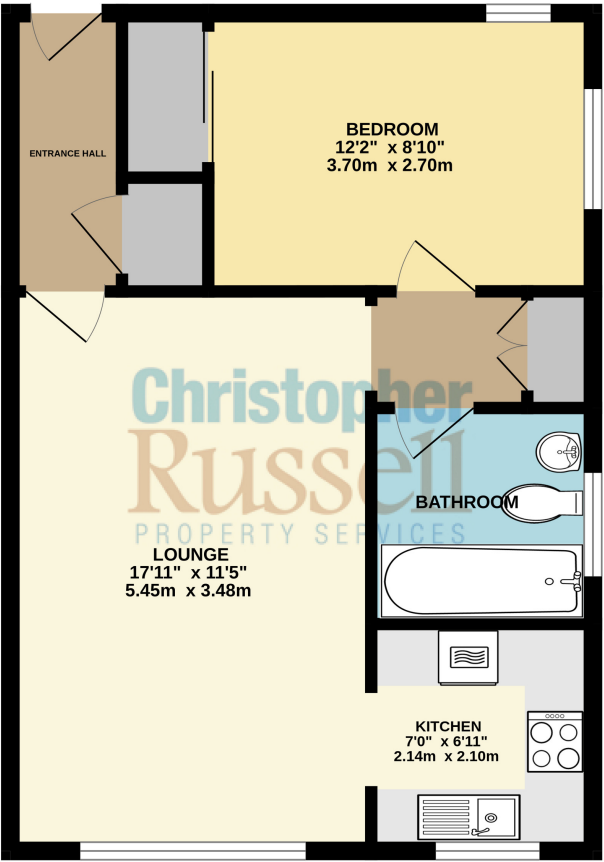 BEDROOM
12'2" x 8'10"
3.70m x 2.70m
ENTRANCE HALL
Christopher
Russell
PROPERTY SERVICES
BATHROOM
LOUNGE
17'11" x 11'5"
5.45m x 3.48m
KITCHEN
7'0" x 6'11"
2.14m x 2.10m